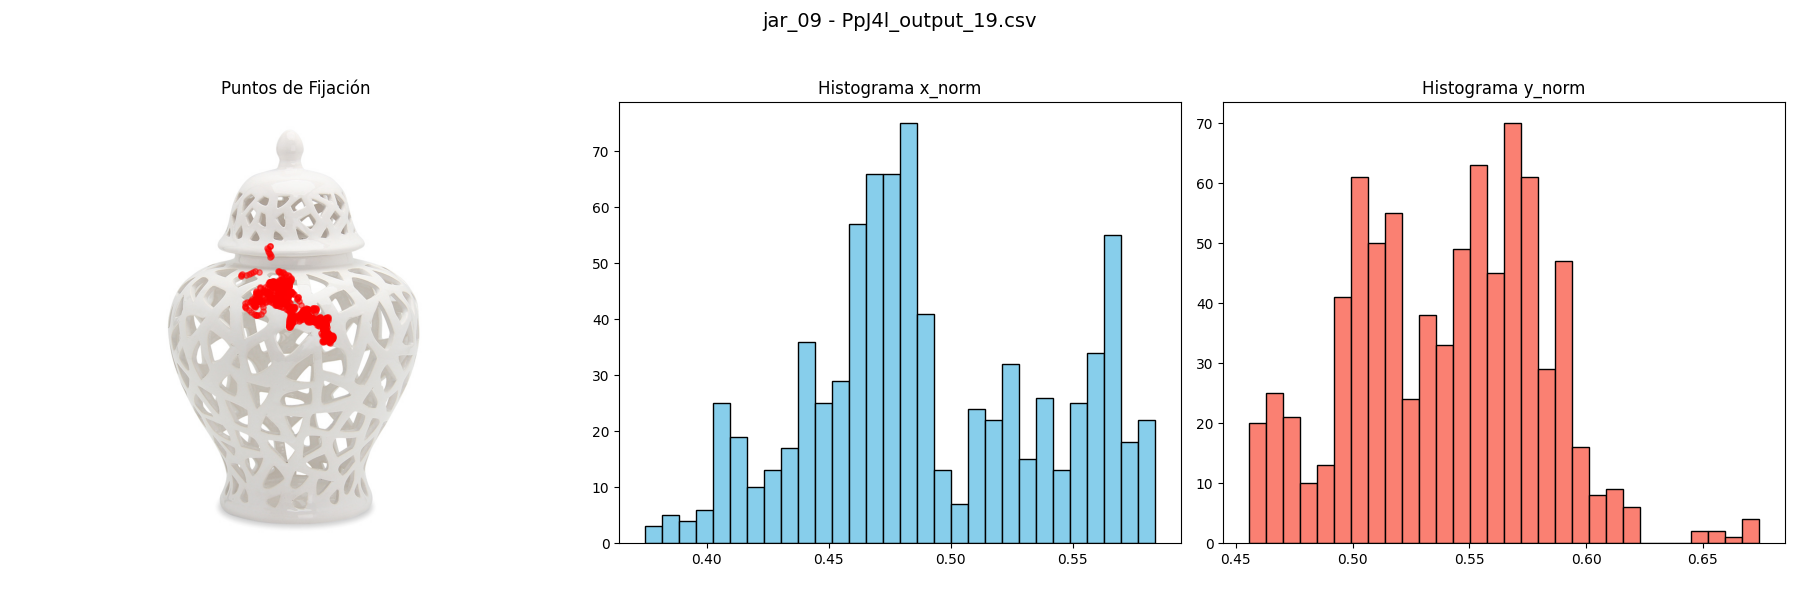 jar_09 - PpJ4l_output_19.csv
Puntos de Fijación
Histograma x_norm
Histograma y_norm
70
60
50
40
30
20
10
0
0.40 0.45 0.50 0.55
70
60
50
40
30
20
10
0
0.45 0.50 0.55 0.60 0.65